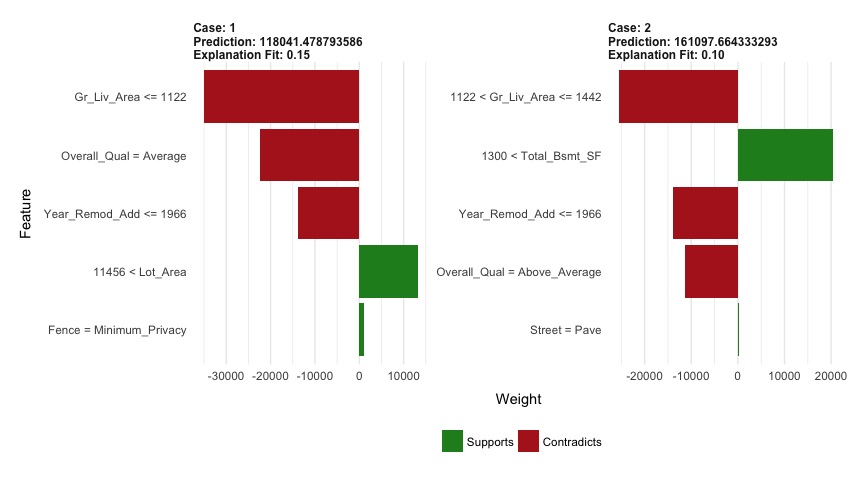 Case: 1
Prediction: 118041.478793586
Explanation Fit: 0.15
Gr_Liv_Area <= 1122
Overall_Qual = Average
Year_Remod_Add <= 1966
11456 < Lot_Area
Fence = Minimum_Privacy
-30000 -20000 -10000 0 10000
Case: 2
Prediction: 161097.664333293
Explanation Fit: 0.10
1122 < Gr_Liv_Area <= 1442
1300 < Total_Bsmt_SF
Year_Remod_Add <= 1966
Overall_Qual = Above_Average
Street = Pave
-20000 -10000 0 10000 20000
Feature
Weight
Supports Contradicts